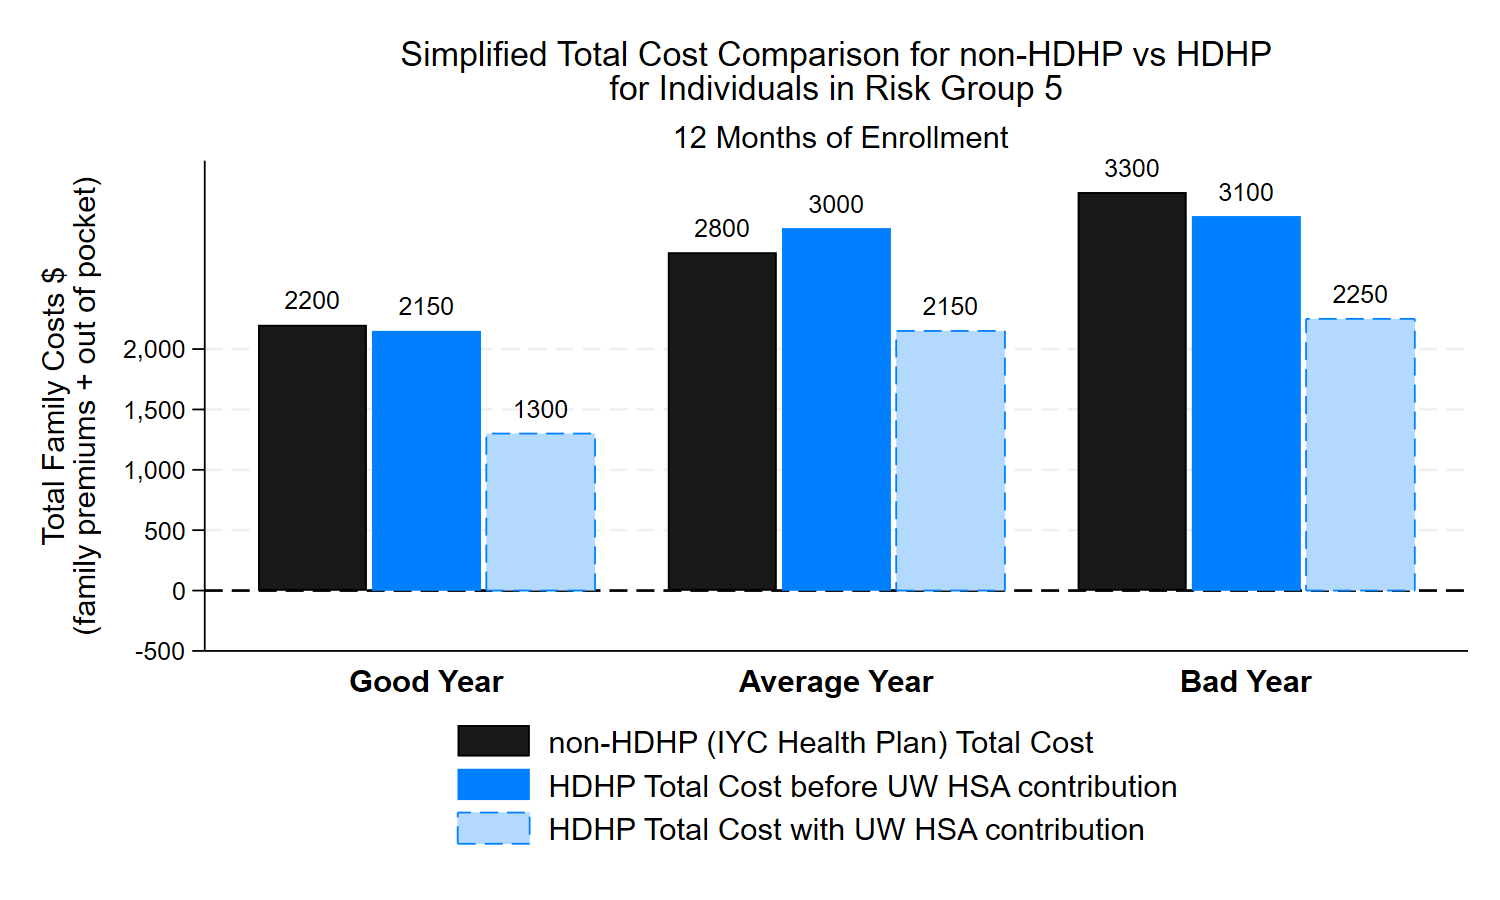 Simplified Total Cost Comparison for non-HDHP vs HDHP
for Individuals in Risk Group 5
12 Months of Enrollment
Total Family Costs $
(family premiums + out of pocket)
2,000
1,500
1,000
500
0
-500
2200
2150
1300
2800
3000
2150
3300
3100
2250
Good Year
Average Year
Bad Year
non-HDHP (IYC Health Plan) Total Cost
HDHP Total Cost before UW HSA contribution
HDHP Total Cost with UW HSA contribution